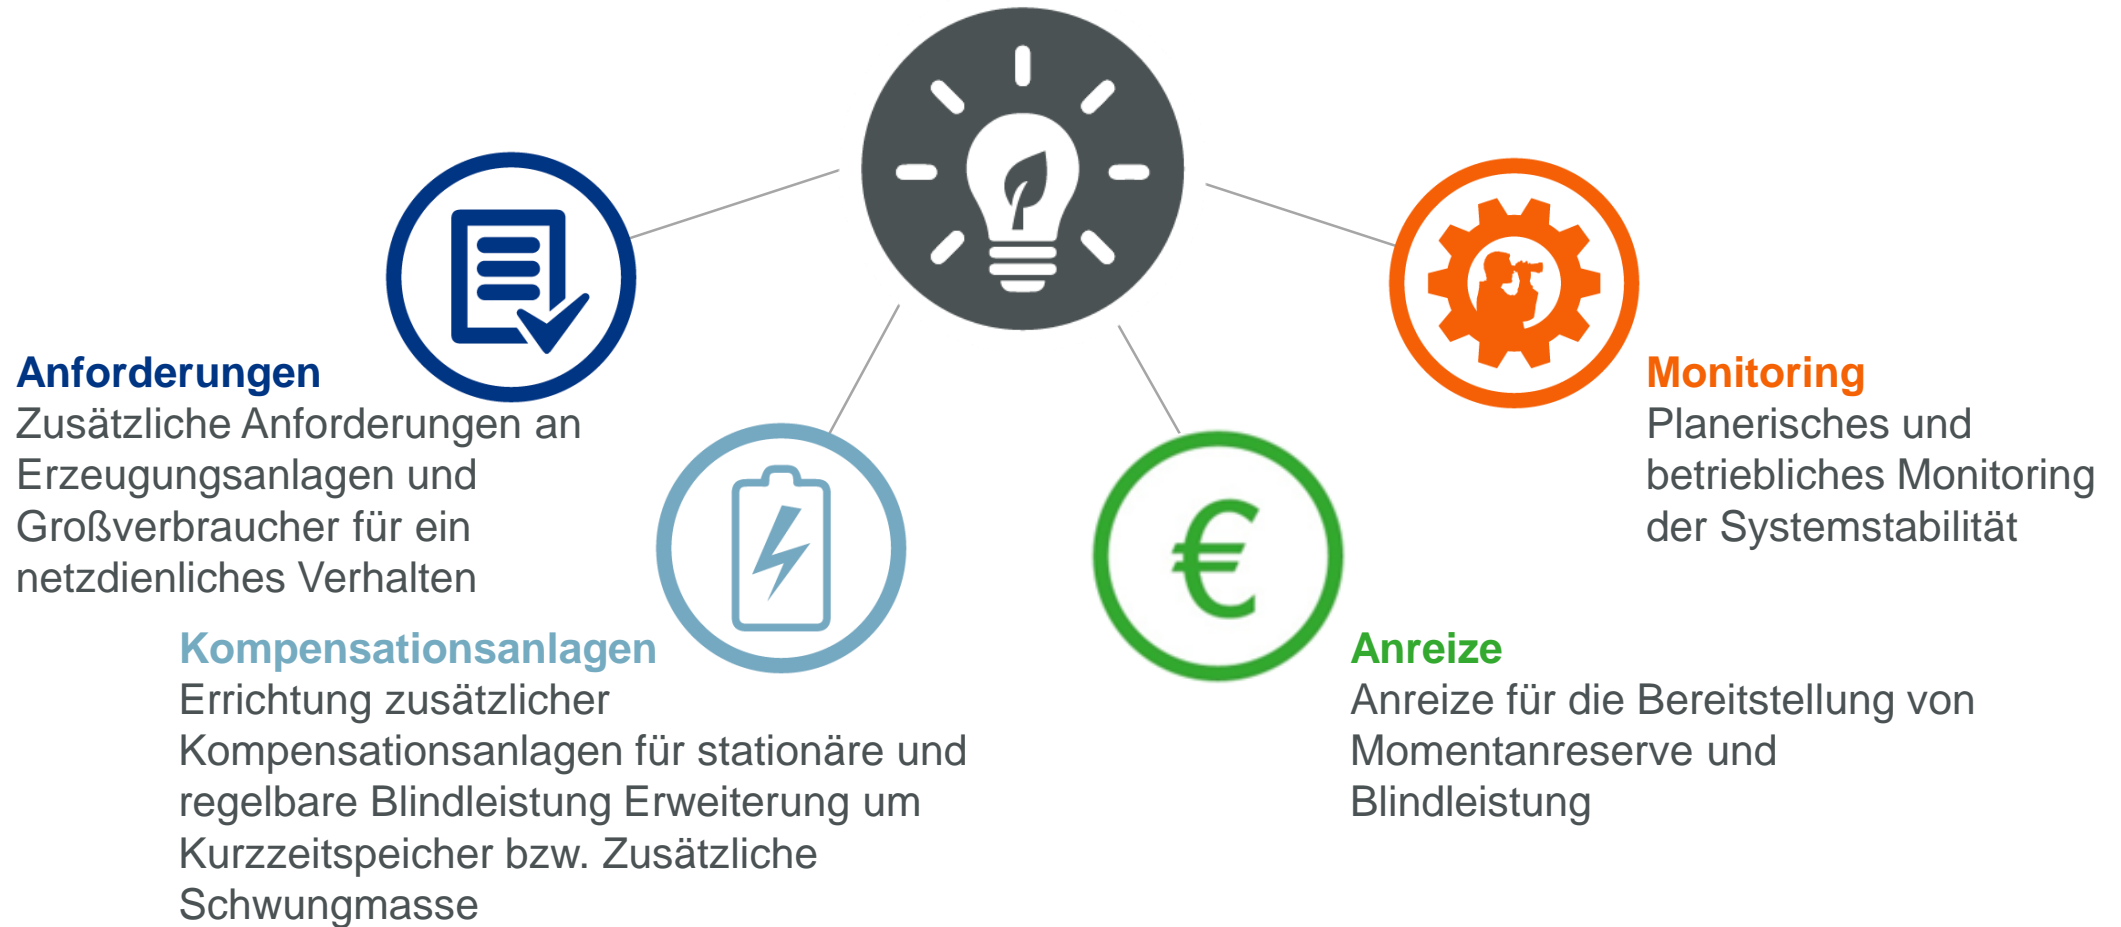 Anforderungen
Zusätzliche Anforderungen an
Erzeugungsanlagen und
Großverbraucher für ein
netzdienliches Verhalten
Kompensationsanlagen
Errichtung zusätzlicher
Kompensationsanlagen für stationäre und
regelbare Blindleistung Erweiterung um
Kurzzeitspeicher bzw. Zusätzliche
Schwungmasse
€
Anreize
Anreize für die Bereitstellung von
Momentanreserve und
Blindleistung
Monitoring
Planerisches und
betriebliches Monitoring
der Systemstabilität